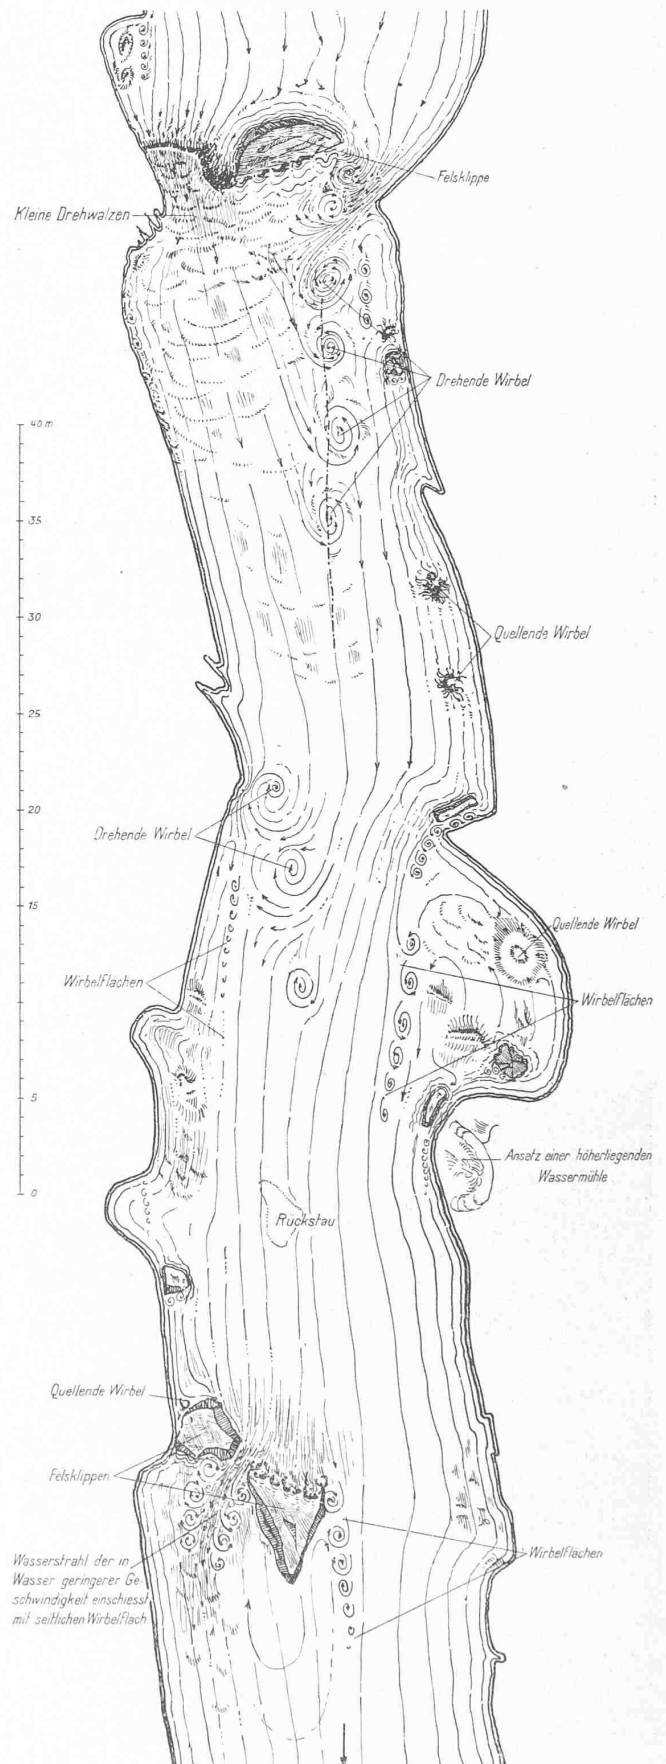 Felsklippe
Kleine Drehwalzen
Drehende Wirbel
40 m
35
30
Quellende Wirbel
25
20
Drehende Wirbel
15
Quellende Wirbel
Wirbelflächen
Wirbelflächen
5
Ansatz einer höherliegenden
Wassermühle
0
Rückstau
Quellende Wirbel
Felsklippen
Wirbelflächen
Wasserstrahl der in
Wasser geringerer Ge-
schwindigkeit einschiesst
mit seitlichen Wirbelfläch